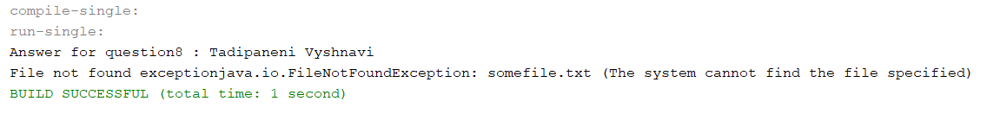 compile-single:
run-single:
Answer for question8 : Tadipaneni Vyshnavi
File not found exceptionjava.io.FileNotFoundException: somefile.txt (The system cannot find the file specified)
BUILD SUCCESSFUL (total time: 1 second)